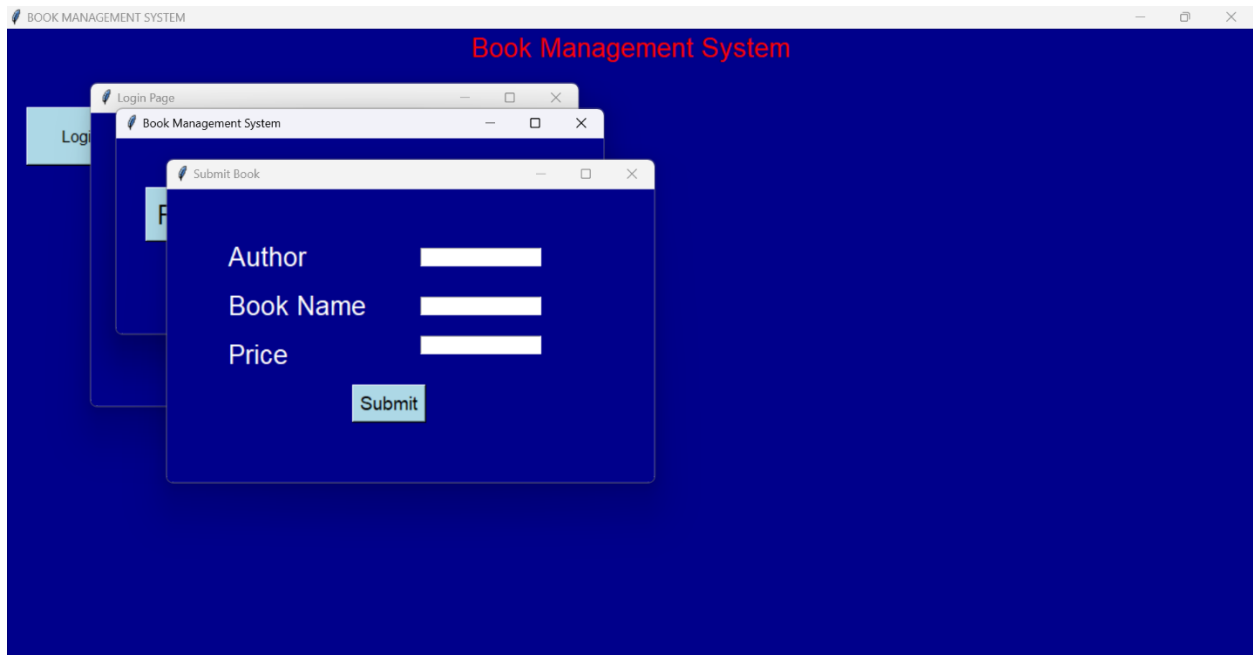 BOOK MANAGEMENT SYSTEM
Book Management System
Login Page
Book Management System
Submit Book
Author
Book Name
Price
Submit